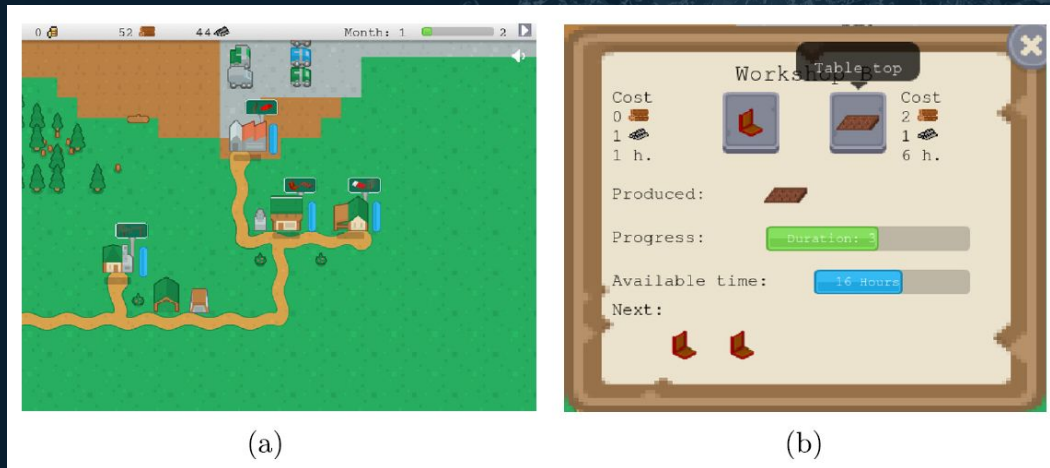 0 52 44 Month: 1 2
(a)
Table top
Workshop B
Cost
0
1
1 h.
Cost
2
1
6 h.
Produced:
Progress: Duration: 3
Available time: 16 Hours
Next:
(b)